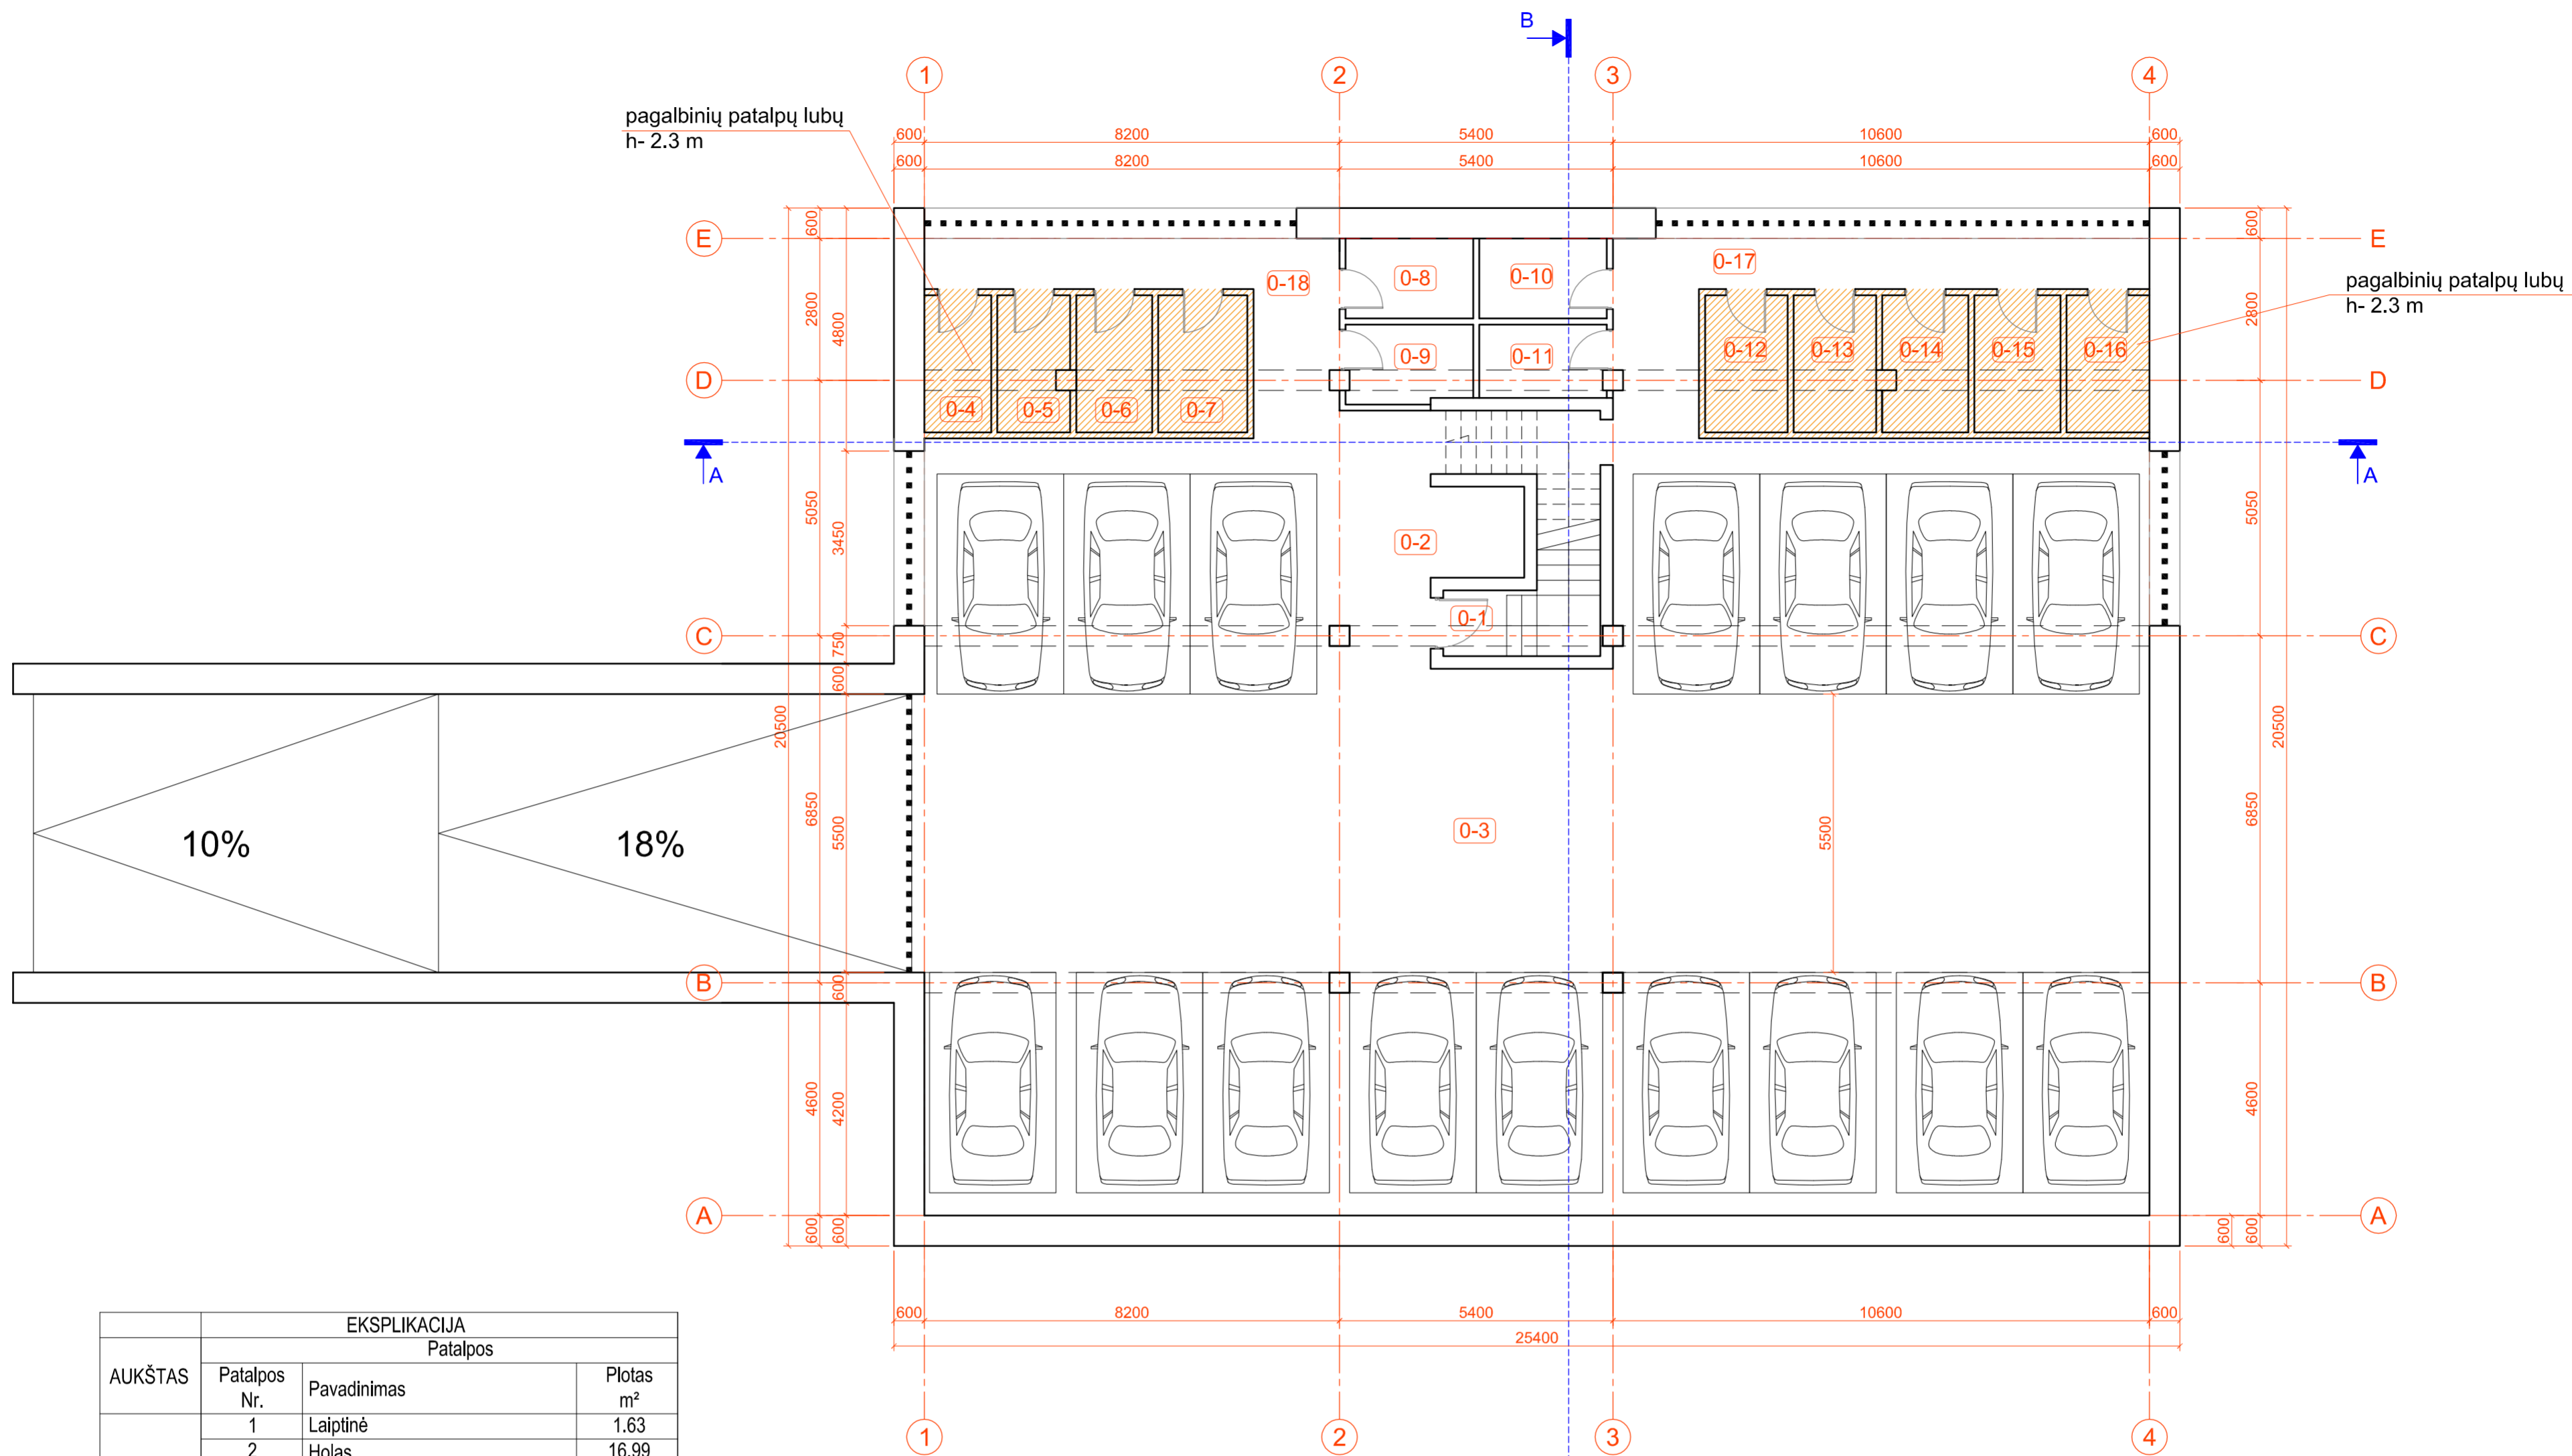 B
1
2
3
4
pagalbinių patalpų lubų
h- 2.3 m
600
8200
5400
10600
600
600
8200
5400
10600
600
E
600
600
E
0-18
0-8
0-10
0-17
pagalbinių patalpų lubų
h- 2.3 m
2800
4800
2800
0-9
0-11
0-12
0-13
0-14
0-15
0-16
D
D
0-4
0-5
0-6
0-7
A
A
5050
3450
5050
0-2
0-1
C
750
C
600
20500
20500
10%
18%
6850
5500
0-3
5500
6850
B
600
B
4600
4200
4600
A
A
600
600
600
600
600
8200
5400
10600
600
25400
EKSPLIKACIJA
AUKŠTAS
Patalpos
Patalpos
Nr.
Pavadinimas
Plotas
m²
1 Laiptinė 1.63
2 Holas 16.99
1
2
3
4